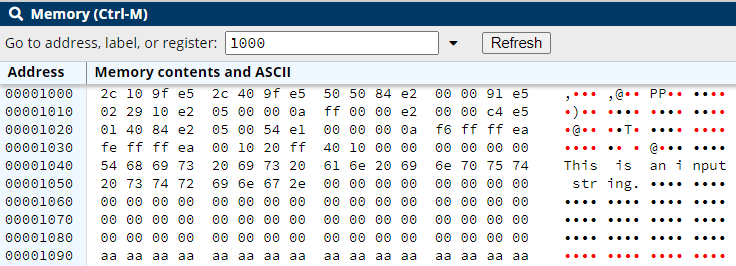 Memory (Ctrl-M)
Go to address, label, or register: 1000 Refresh
Address Memory contents and ASCII
00001000 2c 10 9f e5 2c 40 9f e5 50 50 84 e2 00 00 91 e5 ,••• ,@•• PP•• ••••
00001010 02 29 10 e2 05 00 00 0a ff 00 00 e2 00 00 c4 e5 •)•• •••• •••• ••••
00001020 01 40 84 e2 05 00 54 e1 00 00 00 0a f6 ff ff ea •@•• ••T• •••• ••••
00001030 fe ff ff ea 00 10 20 ff 40 10 00 00 00 00 00 00 •••• •• • @••• ••••
00001040 54 68 69 73 20 69 73 20 61 6e 20 69 6e 70 75 74 This is an i nput
00001050 20 73 74 72 69 6e 67 2e 00 00 00 00 00 00 00 00 str ing. •••• ••••
00001060 00 00 00 00 00 00 00 00 00 00 00 00 00 00 00 00 •••• •••• •••• ••••
00001070 00 00 00 00 00 00 00 00 00 00 00 00 00 00 00 00 •••• •••• •••• ••••
00001080 00 00 00 00 00 00 00 00 00 00 00 00 00 00 00 00 •••• •••• •••• ••••
00001090 aa aa aa aa aa aa aa aa aa aa aa aa aa aa aa aa •••• •••• •••• ••••